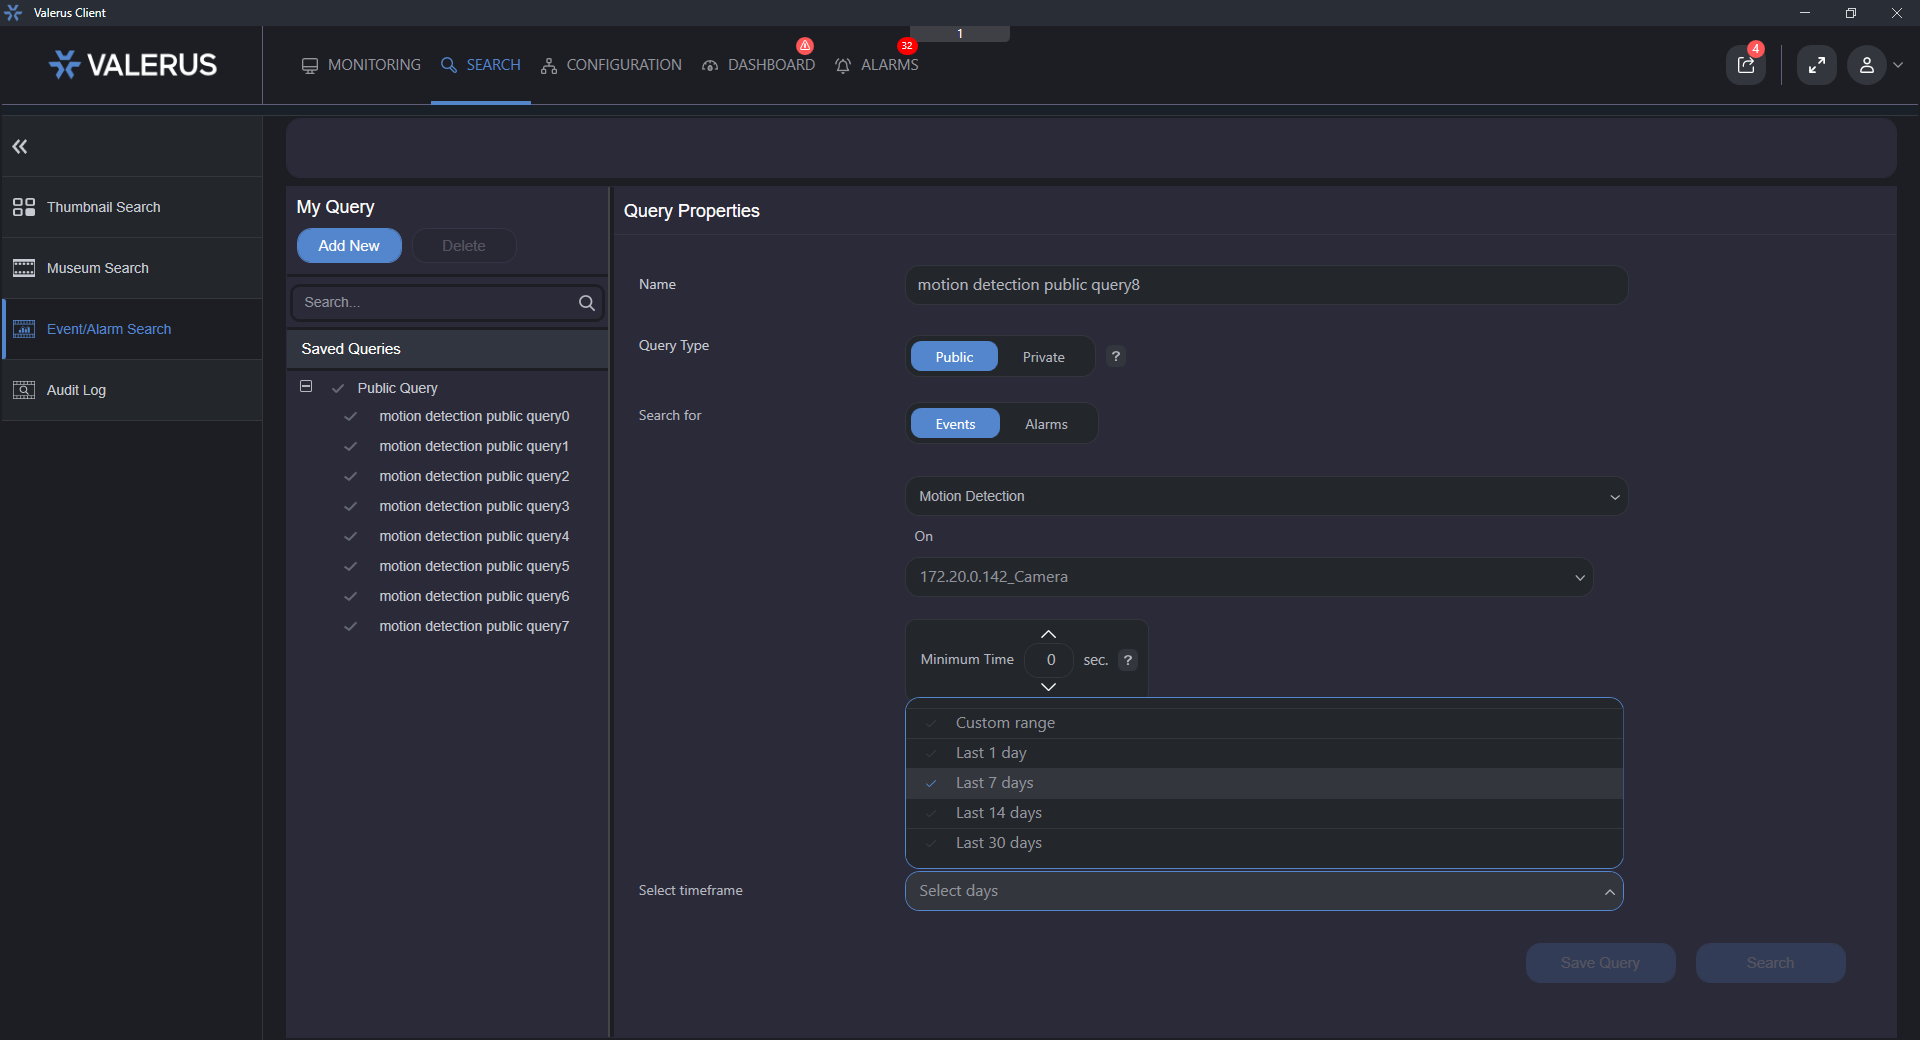 Valerus Client
1
VALERUS
MONITORING
SEARCH
CONFIGURATION
DASHBOARD
32
ALARMS
4
Thumbnail Search
Museum Search
Event/Alarm Search
Audit Log
My Query
Add New
Delete
Search...
Saved Queries
Public Query
motion detection public query0
motion detection public query1
motion detection public query2
motion detection public query3
motion detection public query4
motion detection public query5
motion detection public query6
motion detection public query7
Query Properties
Name
motion detection public query8
Query Type
Public
Private
?
Search for
Events
Alarms
Motion Detection
On
172.20.0.142_Camera
Minimum Time
0
sec.
?
Custom range
Last 1 day
Last 7 days
Last 14 days
Last 30 days
Select timeframe
Select days
Save Query
Search